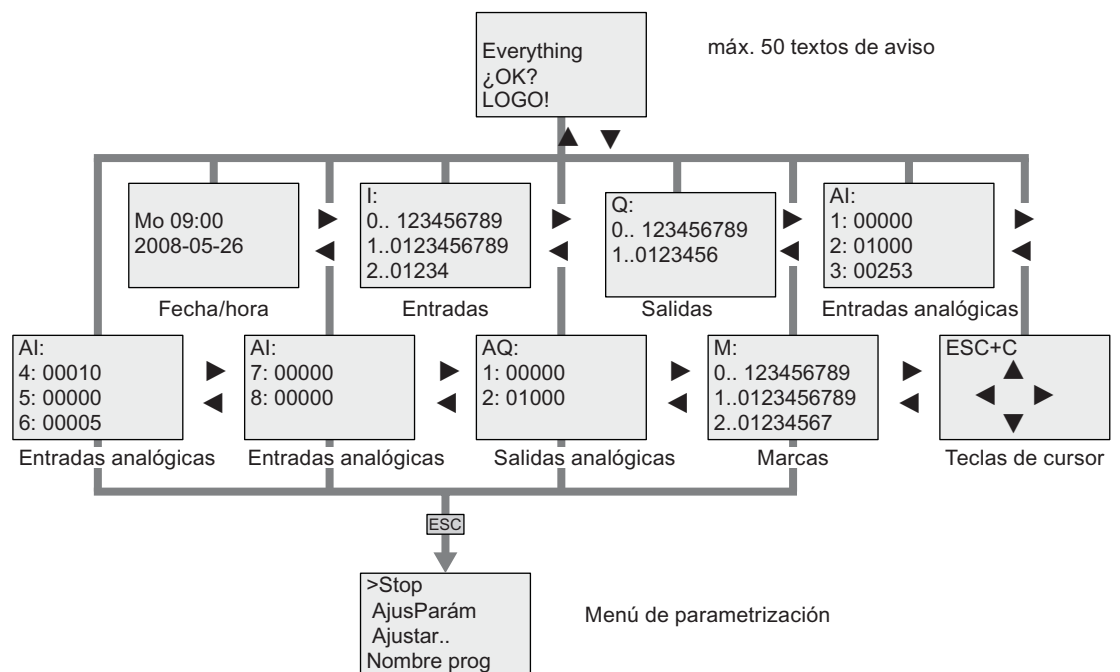 Everything
¿OK?
LOGO!
máx. 50 textos de aviso
Mo 09:00
2008-05-26
Fecha/hora
I:
0.. 123456789
1..0123456789
2..01234
Entradas
Q:
0.. 123456789
1..0123456
Salidas
AI:
1: 00000
2: 01000
3: 00253
Entradas analógicas
AI:
4: 00010
5: 00000
6: 00005
Entradas analógicas
AI:
7: 00000
8: 00000
Entradas analógicas
AQ:
1: 00000
2: 01000
Salidas analógicas
M:
0.. 123456789
1..0123456789
2..01234567
Marcas
ESC+C
Teclas de cursor
ESC
>Stop
AjusParám
Ajustar..
Nombre prog
Menú de parametrización